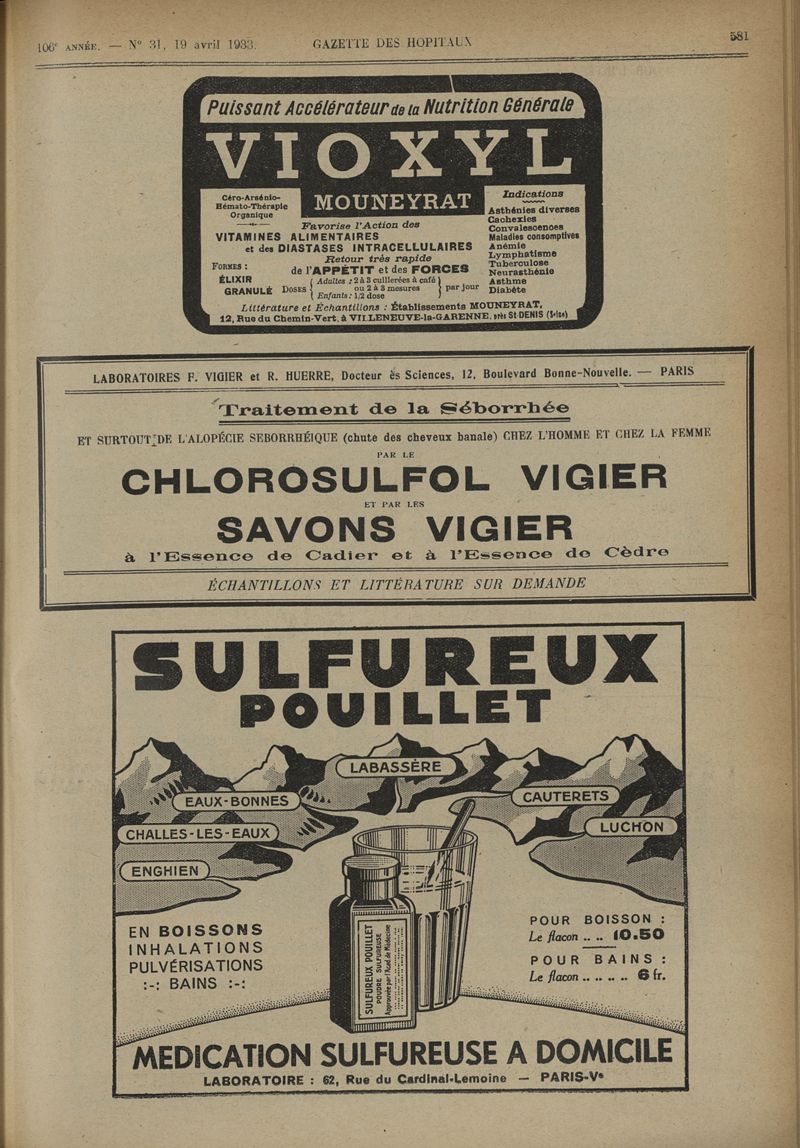 106e ANNÉE. — No 31, 19 avril 1933. GAZETTE DES HOPITAUX 581
Puissant Accélérateur de la Nutrition Générale
VIOXYL
MOUNEYRAT
Céro-Arsénio-
Hémato-Thérapie
Organique
Favorise l'Action des
VITAMINES ALIMENTAIRES
et des DIASTASES INTRACELLULAIRES
Retour très rapide
de l'APPÉTIT et des FORCES
FORMES :
ÉLIXIR
GRANULÉ
DOSES
Adultes : 2 à 3 cuillerées à café
ou 2 à 3 mesures
Enfants : 1/2 dose
par jour
Indications
Asthénies diverses
Cachexies
Convalescences
Maladies consomptives
Anémie
Lymphatisme
Tuberculose
Neurasthénie
Asthme
Diabète
Littérature et Échantillons : Établissements MOUNEYRAT,
12, Rue du Chemin-Vert, à VILLENEUVE-la-GARENNE, près St-DENIS (Seine)
LABORATOIRES F. VIGIER et R. HUERRE, Docteur ès Sciences, 12, Boulevard Bonne-Nouvelle. — PARIS
Traitement de la Séborrhée
ET SURTOUT DE L'ALOPÉCIE SEBORRHÉIQUE (chute des cheveux banale) CHEZ L'HOMME ET CHEZ LA FEMME
PAR LE
CHLOROSULFOL VIGIER
ET PAR LES
SAVONS VIGIER
à l'Essence de Cadier et à l'Essence de Cèdre
ÉCHANTILLONS ET LITTÉRATURE SUR DEMANDE
SULFUREUX
POUILLET
LABASSÈRE
EAUX-BONNES
CAUTERETS
CHALLES-LES-EAUX
LUCHON
ENGHIEN
EN BOISSONS
INHALATIONS
PULVÉRISATIONS
:-: BAINS :-:
SULFUREUX POUILLET
POUDRE SULFUREUSE
Approuvée par l'Acad de Médecine
POUR BOISSON :
Le flacon .. .. 10.50
POUR BAINS :
Le flacon .. .. .. .. 6 fr.
MEDICATION SULFUREUSE A DOMICILE
LABORATOIRE : 62, Rue du Cardinal-Lemoine — PARIS-Ve